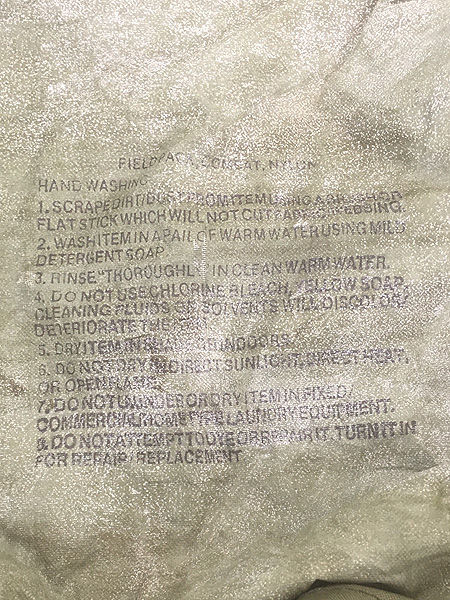 FIELD PACK, COMBAT, NYLON
HAND WASHING
1. SCRAPE DIRT/DUST FROM ITEM USING A BRUSH OR
FLAT STICK WHICH WILL NOT CUT FABRIC/WEBBING.
2. WASH ITEM IN A PAIL OF WARM WATER USING MILD
DETERGENT SOAP
3. RINSE "THOROUGHLY" IN CLEAN WARM WATER.
4. DO NOT USE CHLORINE BLEACH, YELLOW SOAP,
CLEANING FLUIDS OR SOLVENTS WILL DISCOLOR/
DETERIORATE THE ITEM.
5. DRY ITEM IN SHADE OR INDOORS.
6. DO NOT DRY IN DIRECT SUNLIGHT, DIRECT HEAT,
OR OPEN FLAME.
7. DO NOT LAUNDER OR DRY ITEM IN FIXED/
COMMERCIAL/HOME TYPE LAUNDRY EQUIPMENT.
8. DO NOT ATTEMPT TO DYE OR REPAIR IT. TURN IT IN
FOR REPAIR/REPLACEMENT